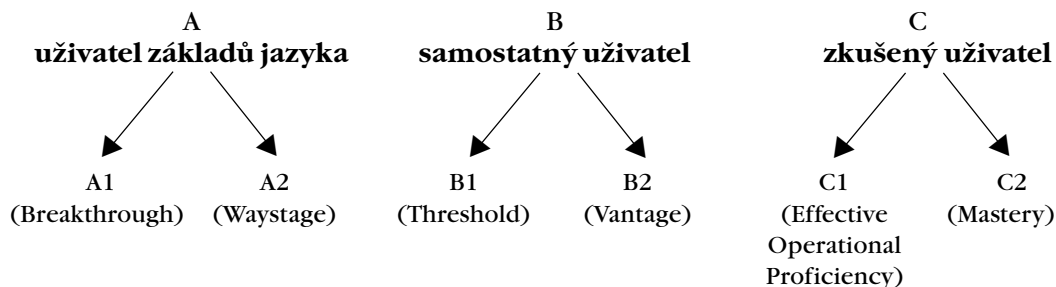 A
uživatel základů jazyka
B
samostatný uživatel
C
zkušený uživatel
A1
(Breakthrough)
A2
(Waystage)
B1
(Threshold)
B2
(Vantage)
C1
(Effective
Operational
Proficiency)
C2
(Mastery)